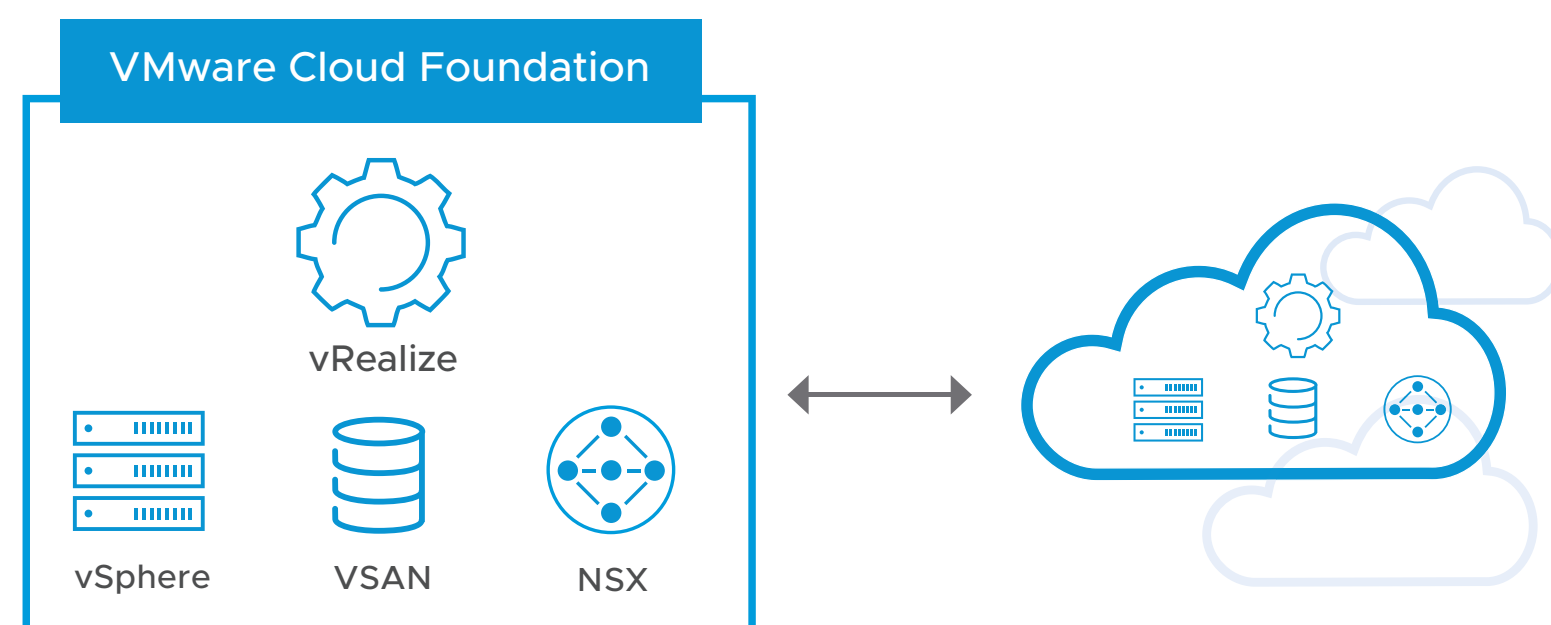 VMware Cloud Foundation
vRealize
vSphere
VSAN
NSX